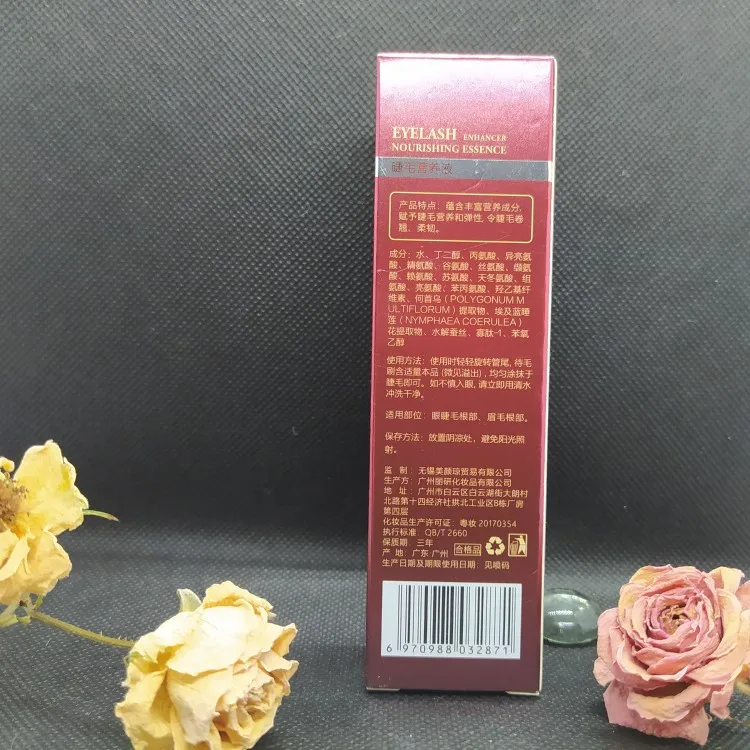 EYELASH ENHANCER
NOURISHING ESSENCE
睫毛营养液
产品特点：蕴含丰富营养成分，
赋予睫毛营养和弹性，令睫毛卷
翘、柔韧。
成分：水、丁二醇、丙氨酸、异亮氨
酸、精氨酸、谷氨酸、丝氨酸、缬氨
酸、赖氨酸、苏氨酸、天冬氨酸、组
氨酸、亮氨酸、苯丙氨酸、羟乙基纤
维素、何首乌（POLYGONUM M
ULTIFLORUM）提取物、埃及蓝睡
莲（NYMPHAEA COERULEA）
花提取物、水解蚕丝、寡肽-1、苯氧
乙醇
使用方法：使用时轻轻旋转管尾，待毛
刷含适量本品（微见溢出），均匀涂抹于
睫毛即可。如不慎入眼，请立即用清水
冲洗干净。
适用部位：眼睫毛根部、眉毛根部。
保存方法：放置阴凉处，避免阳光照
射。
监 制：无锡美颜琼贸易有限公司
生产方：广州丽研化妆品有限公司
地 址：广州市白云区白云湖街大朗村
北路第十四经济社拱北工业区B栋厂房
第四层
化妆品生产许可证：粤妆 20170354
执行标准 QB/T 2660
保质期 三年
产 地：广东·广州 合格品
生产日期及期限使用日期：见喷码
6 970988 032871